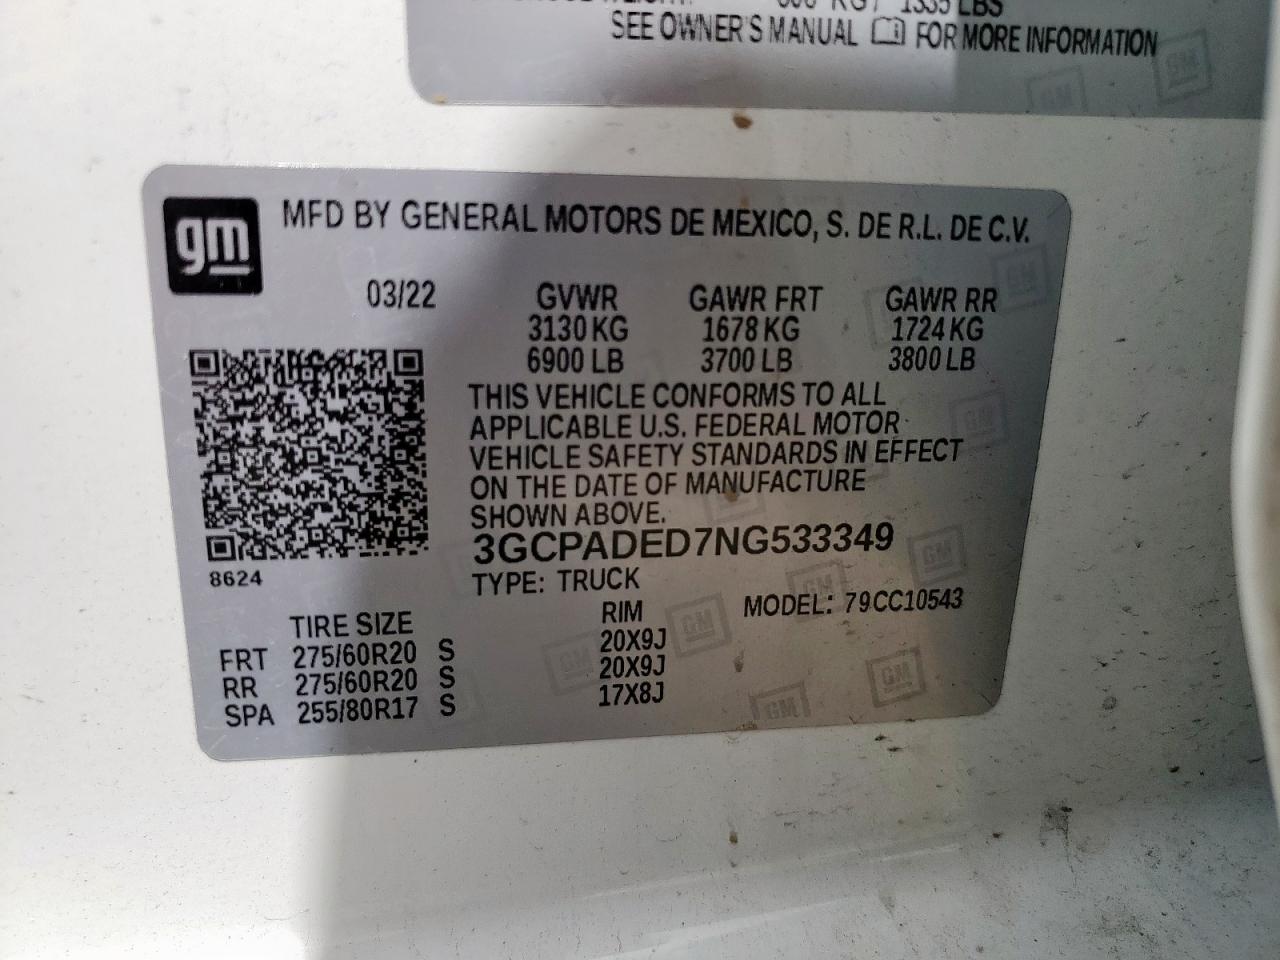 KG / 1335 LBS
SEE OWNER'S MANUAL FOR MORE INFORMATION
gm
MFD BY GENERAL MOTORS DE MEXICO, S. DE R.L. DE C.V.
03/22 GVWR GAWR FRT GAWR RR
3130 KG 1678 KG 1724 KG
6900 LB 3700 LB 3800 LB
THIS VEHICLE CONFORMS TO ALL
APPLICABLE U.S. FEDERAL MOTOR
VEHICLE SAFETY STANDARDS IN EFFECT
ON THE DATE OF MANUFACTURE
SHOWN ABOVE.
3GCPADED7NG533349
8624
TYPE: TRUCK
MODEL: 79CC10543
TIRE SIZE RIM
FRT 275/60R20 S 20X9J
RR 275/60R20 S 20X9J
SPA 255/80R17 S 17X8J